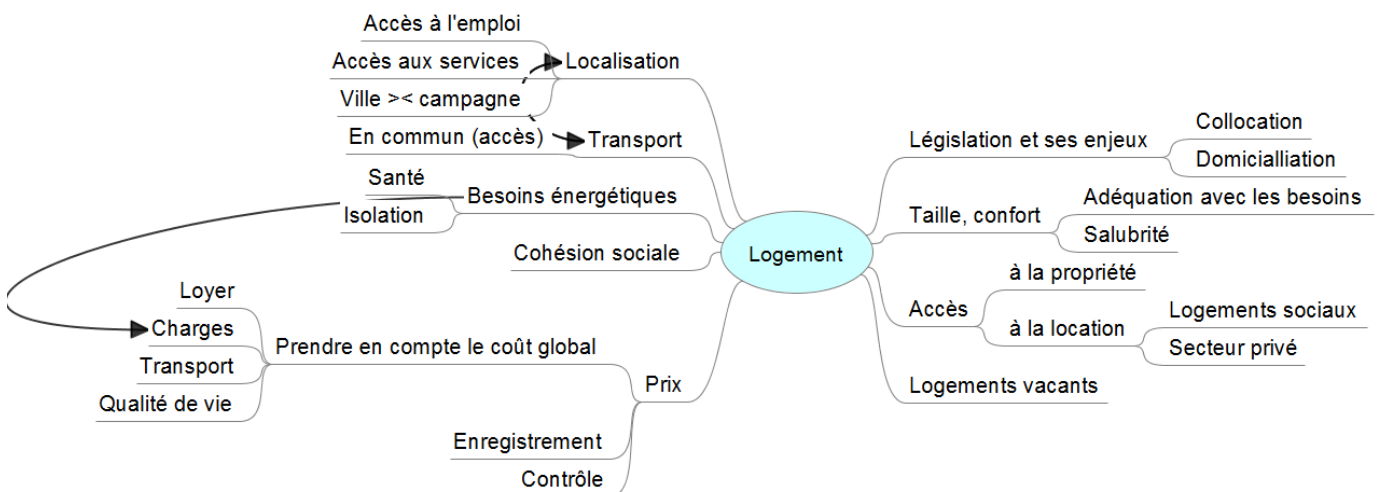 Accès à l'emploi
Accès aux services
Ville >< campagne
Localisation
En commun (accès)
Transport
Santé
Isolation
Besoins énergétiques
Cohésion sociale
Loyer
Charges
Transport
Qualité de vie
Prendre en compte le coût global
Enregistrement
Contrôle
Prix
Logement
Législation et ses enjeux
Collocation
Domicialliation
Taille, confort
Adéquation avec les besoins
Salubrité
Accès
à la propriété
à la location
Logements sociaux
Secteur privé
Logements vacants